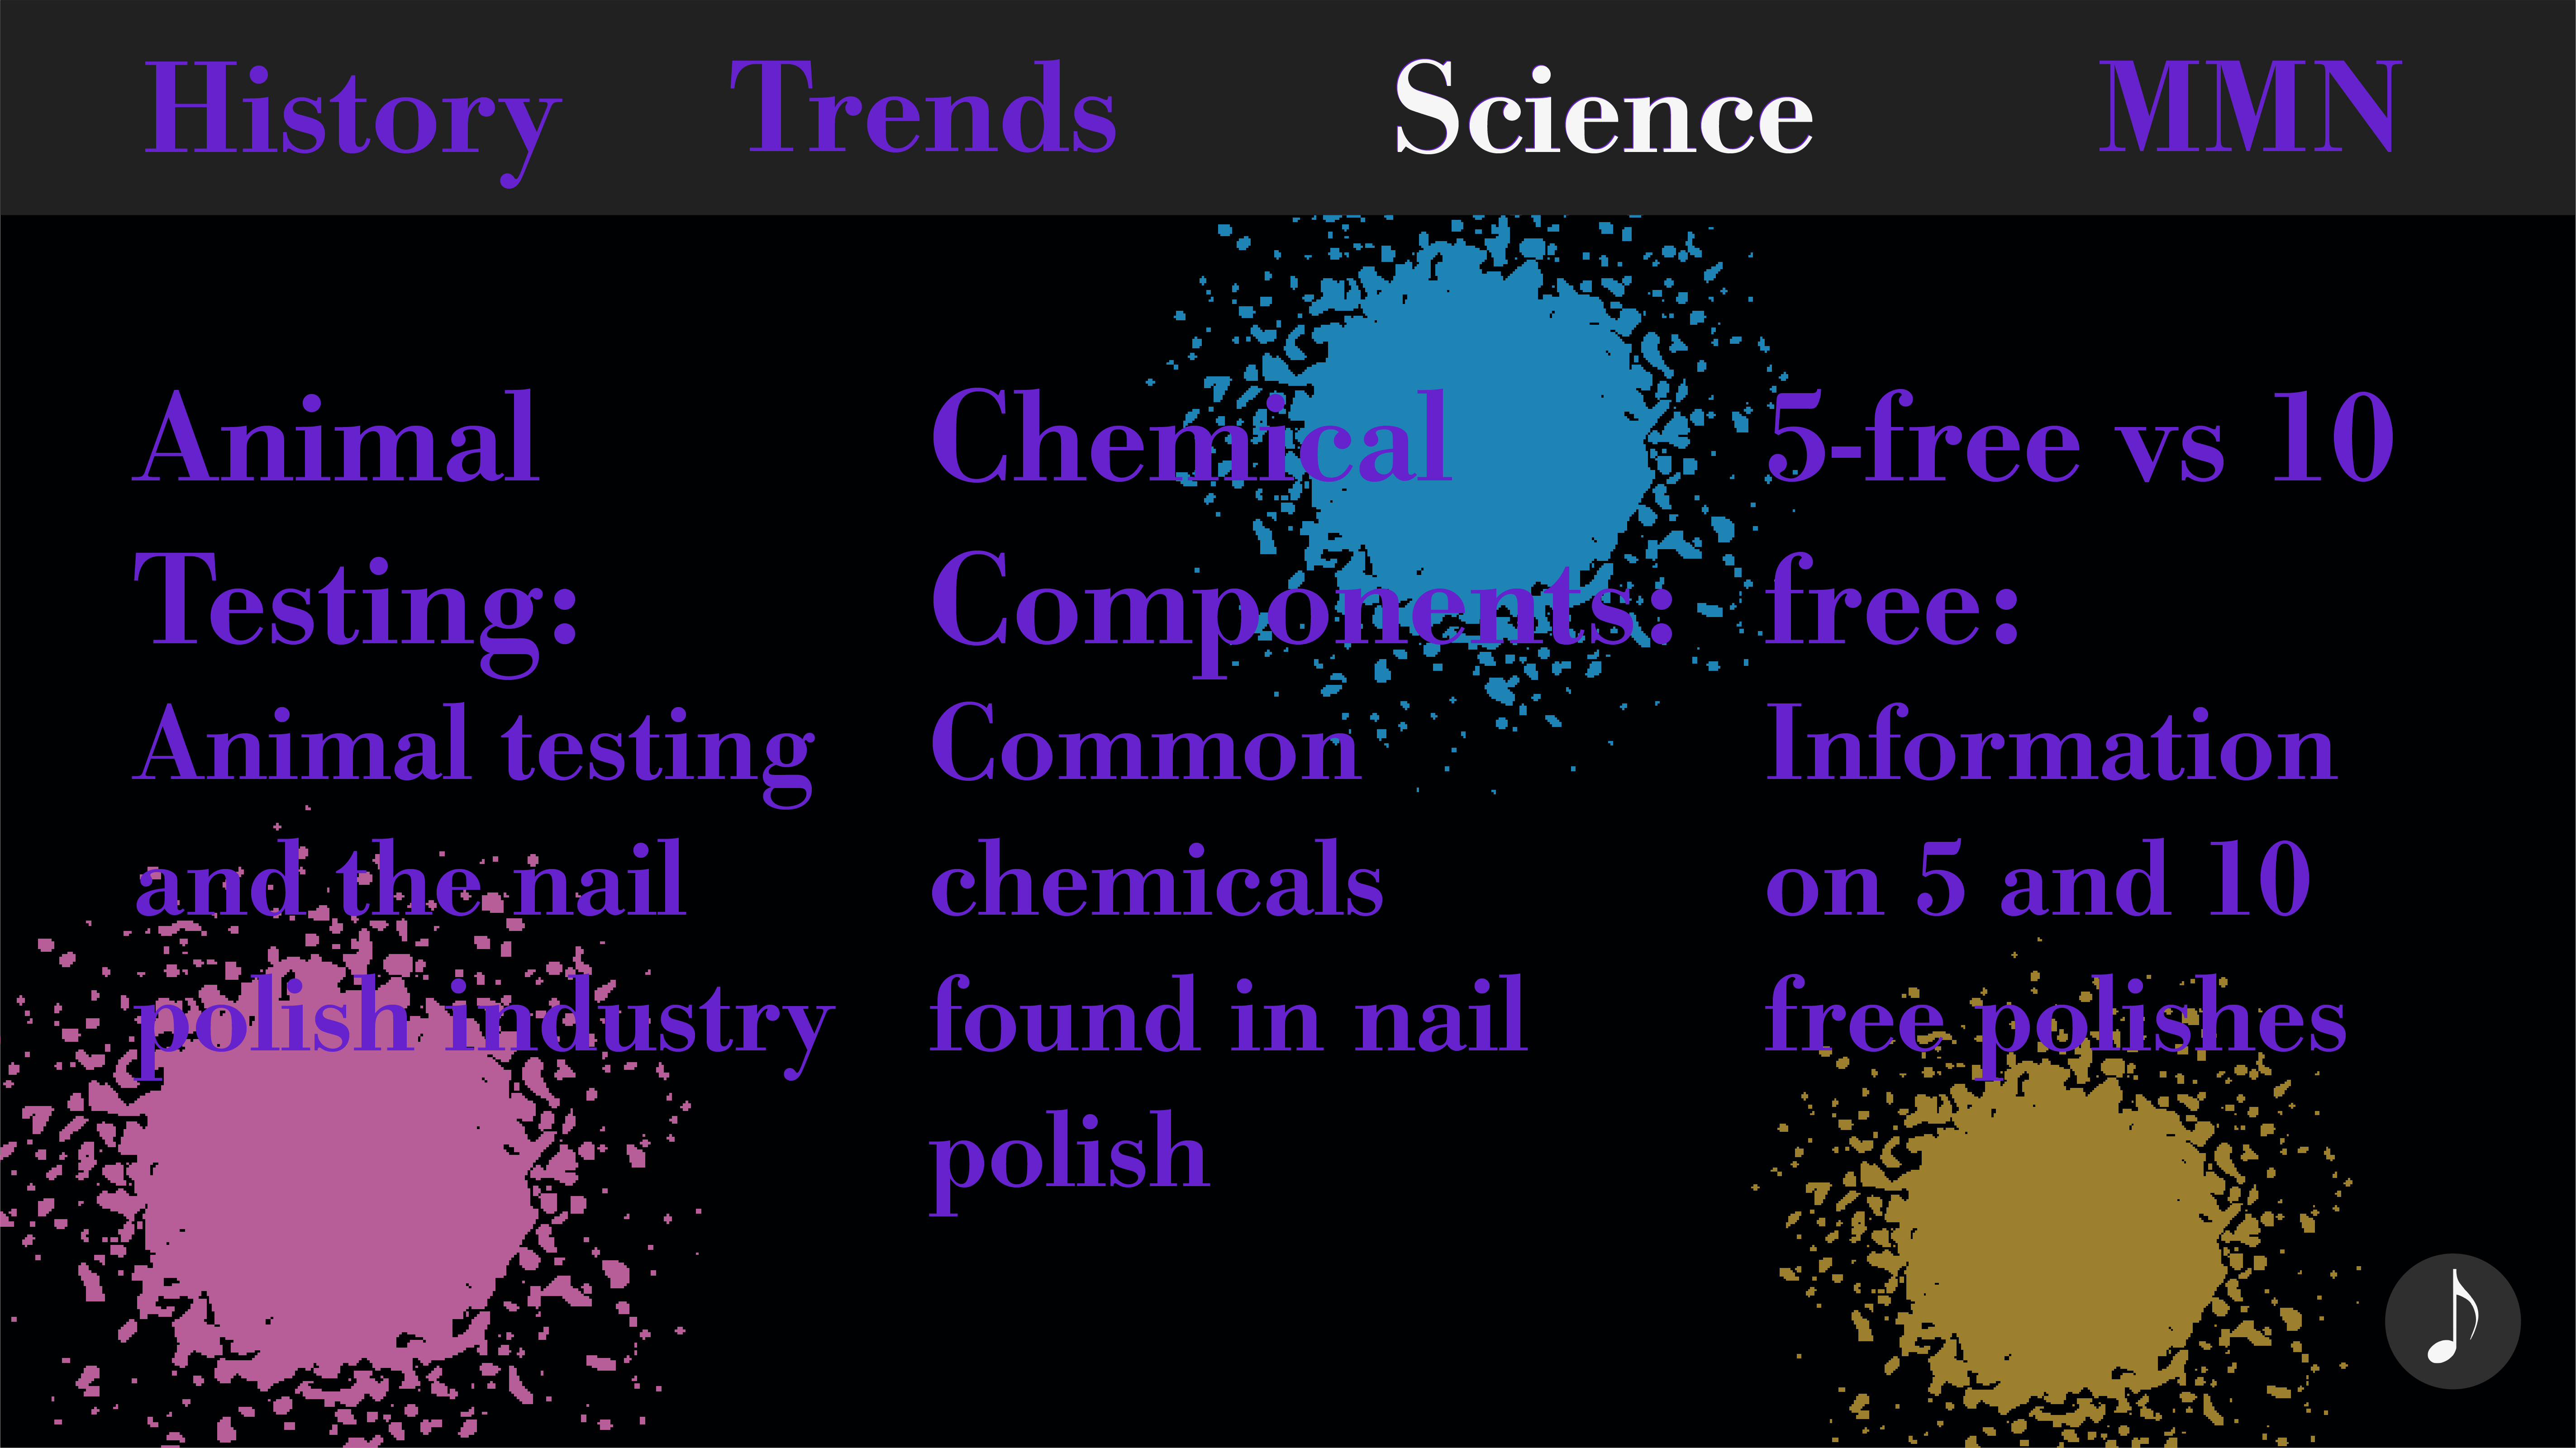 History Trends Science MMN
Animal
Testing:
Animal testing
and the nail
polish industry
Chemical
Components:
Common
chemicals
found in nail
polish
5-free vs 10
free:
Information
on 5 and 10
free polishes